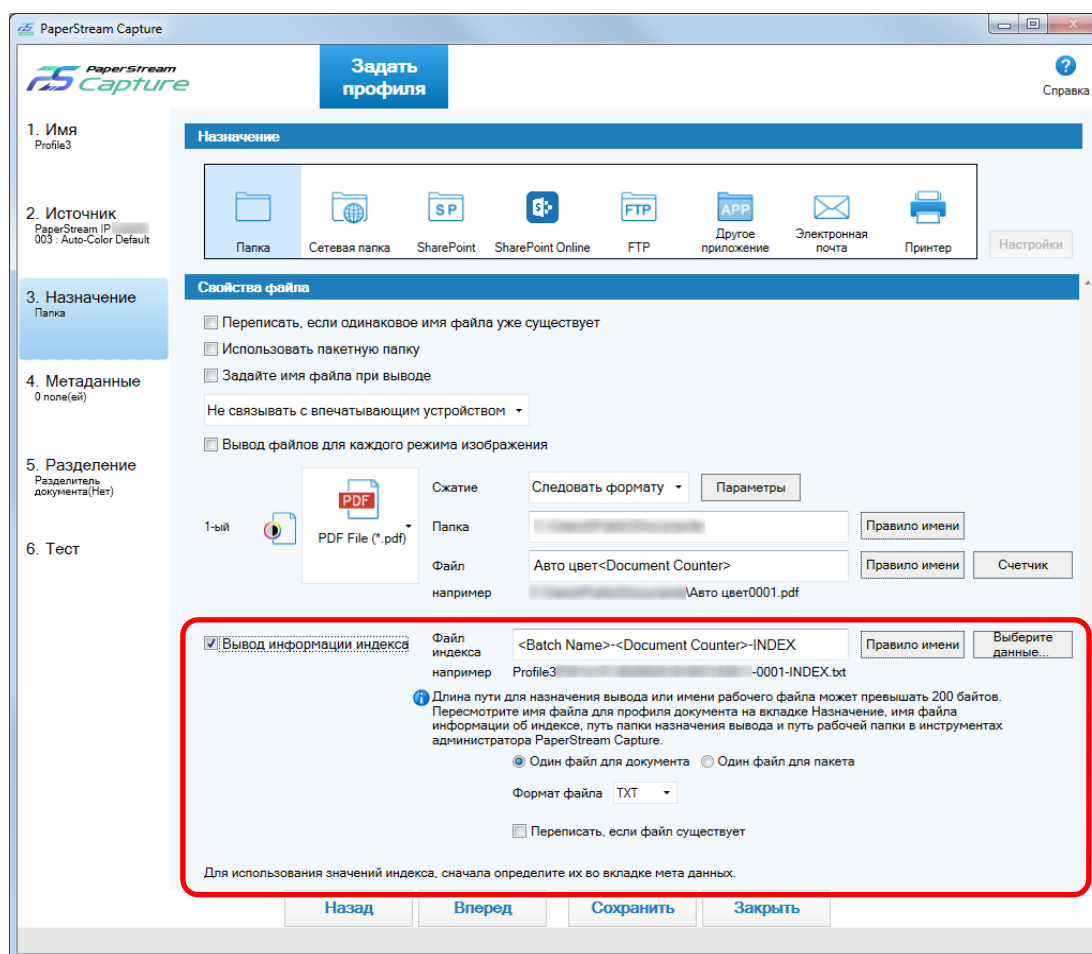 PaperStream Capture
PaperStream
Capture
Задать
профиля
Справка
1. Имя
Profile3
2. Источник
PaperStream IP
003 : Auto-Color Default
3. Назначение
Папка
4. Метаданные
0 поле(ей)
5. Разделение
Разделитель
документа(Нет)
6. Тест
Назначение
SP
FTP
APP
Папка
Сетевая папка
SharePoint
SharePoint Online
FTP
Другое
приложение
Электронная
почта
Принтер
Настройки
Свойства файла
Переписать, если одинаковое имя файла уже существует
Использовать пакетную папку
Задайте имя файла при выводе
Не связывать с впечатывающим устройством
Вывод файлов для каждого режима изображения
1-ый
PDF
PDF File (*.pdf)
Сжатие
Следовать формату
Параметры
Папка
Правило имени
Файл
Авто цвет<Document Counter>
Правило имени
Счетчик
например
\Авто цвет0001.pdf
Вывод информации индекса
Файл
индекса
<Batch Name>-<Document Counter>-INDEX
Правило имени
Выберите
данные...
например
Profile3 -0001-INDEX.txt
Длина пути для назначения вывода или имени рабочего файла может превышать 200 байтов.
Пересмотрите имя файла для профиля документа на вкладке Назначение, имя файла
информации об индексе, путь папки назначения вывода и путь рабочей папки в инструментах
администратора PaperStream Capture.
Один файл для документа
Один файл для пакета
Формат файла
TXT
Переписать, если файл существует
Для использования значений индекса, сначала определите их во вкладке мета данных.
Назад
Вперед
Сохранить
Закрыть